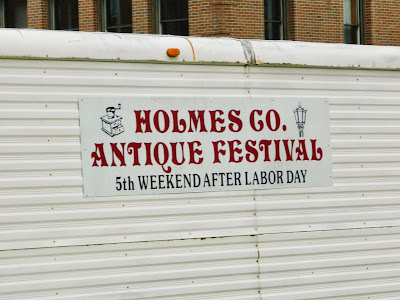 HOLMES CO.
ANTIQUE FESTIVAL
5th WEEKEND AFTER LABOR DAY